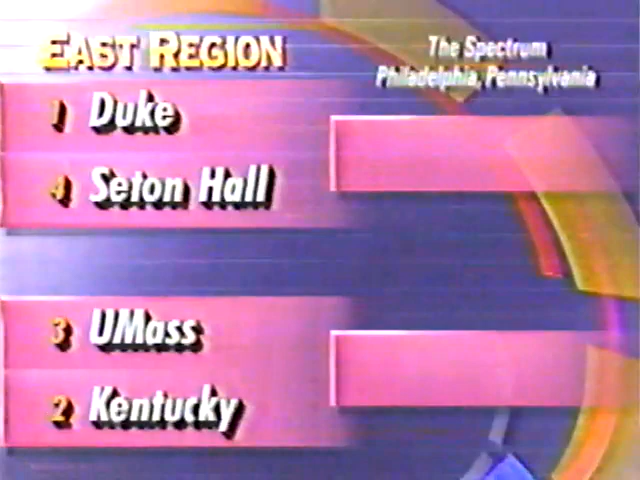 EAST REGION
The Spectrum
Philadelphia, Pennsylvania
1 Duke
4 Seton Hall
3 UMass
2 Kentucky